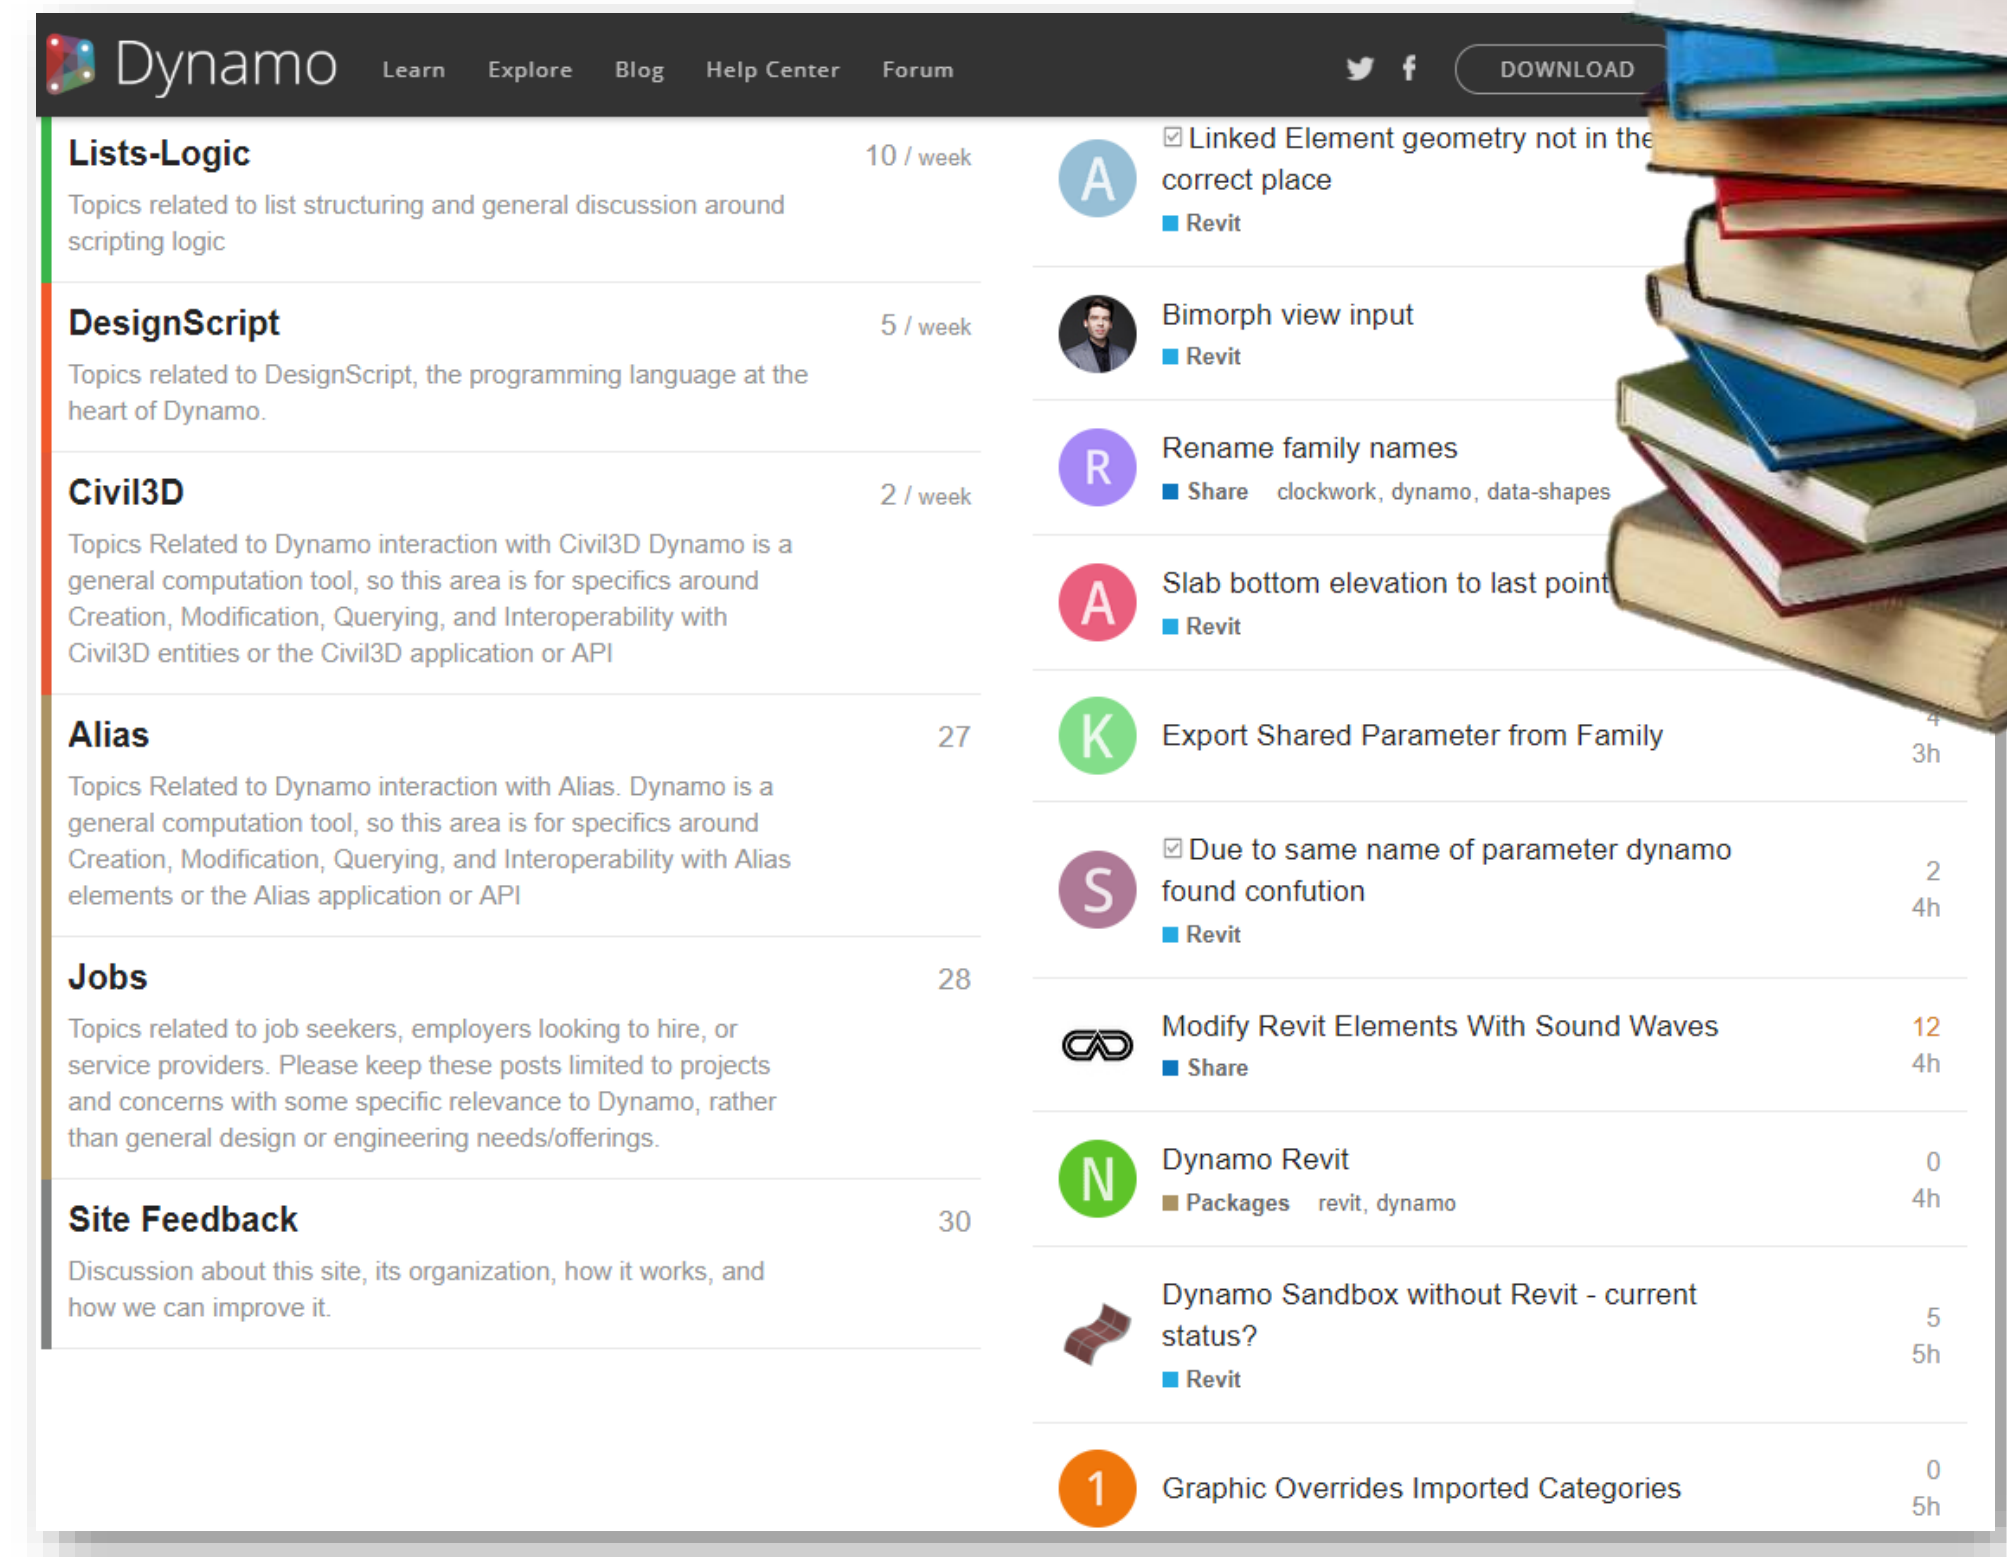 Dynamo
Learn Explore Blog Help Center Forum
DOWNLOAD
Lists-Logic
10 / week
Topics related to list structuring and general discussion around
scripting logic
DesignScript
5 / week
Topics related to DesignScript, the programming language at the
heart of Dynamo.
Civil3D
2 / week
Topics Related to Dynamo interaction with Civil3D Dynamo is a
general computation tool, so this area is for specifics around
Creation, Modification, Querying, and Interoperability with
Civil3D entities or the Civil3D application or API
Alias
27
Topics Related to Dynamo interaction with Alias. Dynamo is a
general computation tool, so this area is for specifics around
Creation, Modification, Querying, and Interoperability with Alias
elements or the Alias application or API
Jobs
28
Topics related to job seekers, employers looking to hire, or
service providers. Please keep these posts limited to projects
and concerns with some specific relevance to Dynamo, rather
than general design or engineering needs/offerings.
Site Feedback
30
Discussion about this site, its organization, how it works, and
how we can improve it.
A
Linked Element geometry not in the
correct place
Revit
Bimorph view input
Revit
R
Rename family names
Share clockwork, dynamo, data-shapes
A
Slab bottom elevation to last point
Revit
K
Export Shared Parameter from Family
4
3h
S
Due to same name of parameter dynamo
found confution
Revit
2
4h
Modify Revit Elements With Sound Waves
Share
12
4h
N
Dynamo Revit
Packages revit, dynamo
0
4h
Dynamo Sandbox without Revit - current
status?
Revit
5
5h
1
Graphic Overrides Imported Categories
0
5h